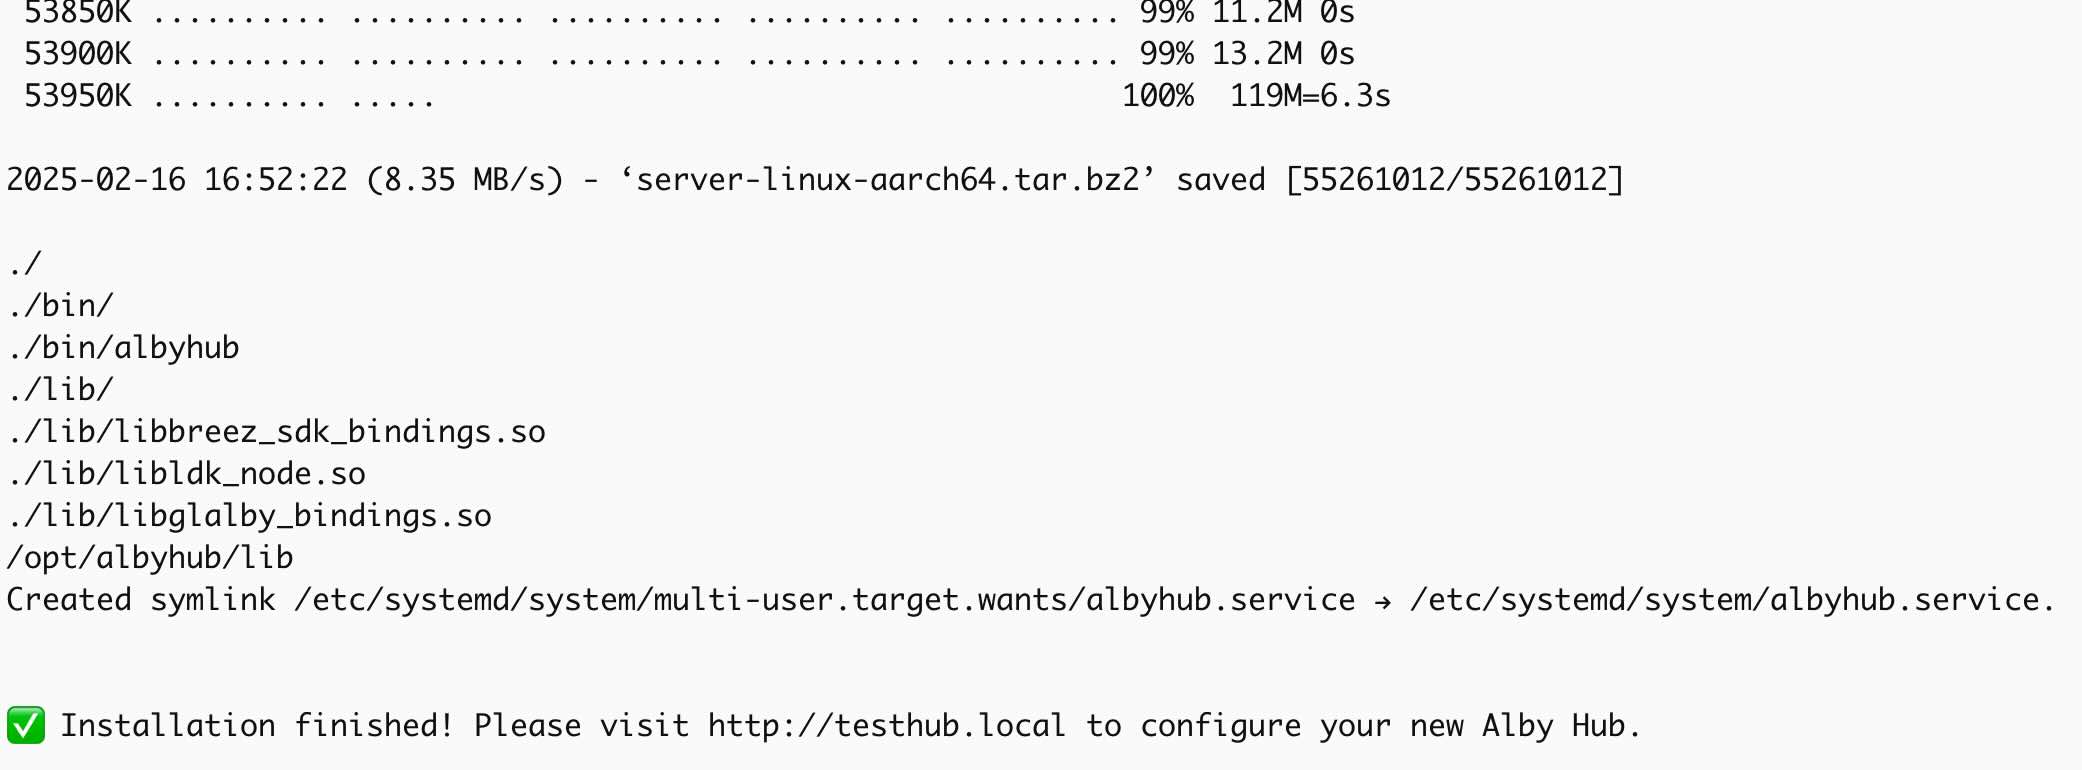 53850K .......... .......... .......... .......... .......... 99% 11.2M 0s
53900K .......... .......... .......... .......... .......... 99% 13.2M 0s
53950K .......... ..... 100% 119M=6.3s
2025-02-16 16:52:22 (8.35 MB/s) - ‘server-linux-aarch64.tar.bz2’ saved [55261012/55261012]
./
./bin/
./bin/albyhub
./lib/
./lib/libbreez_sdk_bindings.so
./lib/libldk_node.so
./lib/libglalby_bindings.so
/opt/albyhub/lib
Created symlink /etc/systemd/system/multi-user.target.wants/albyhub.service → /etc/systemd/system/albyhub.service.
✅ Installation finished! Please visit http://testhub.local to configure your new Alby Hub.